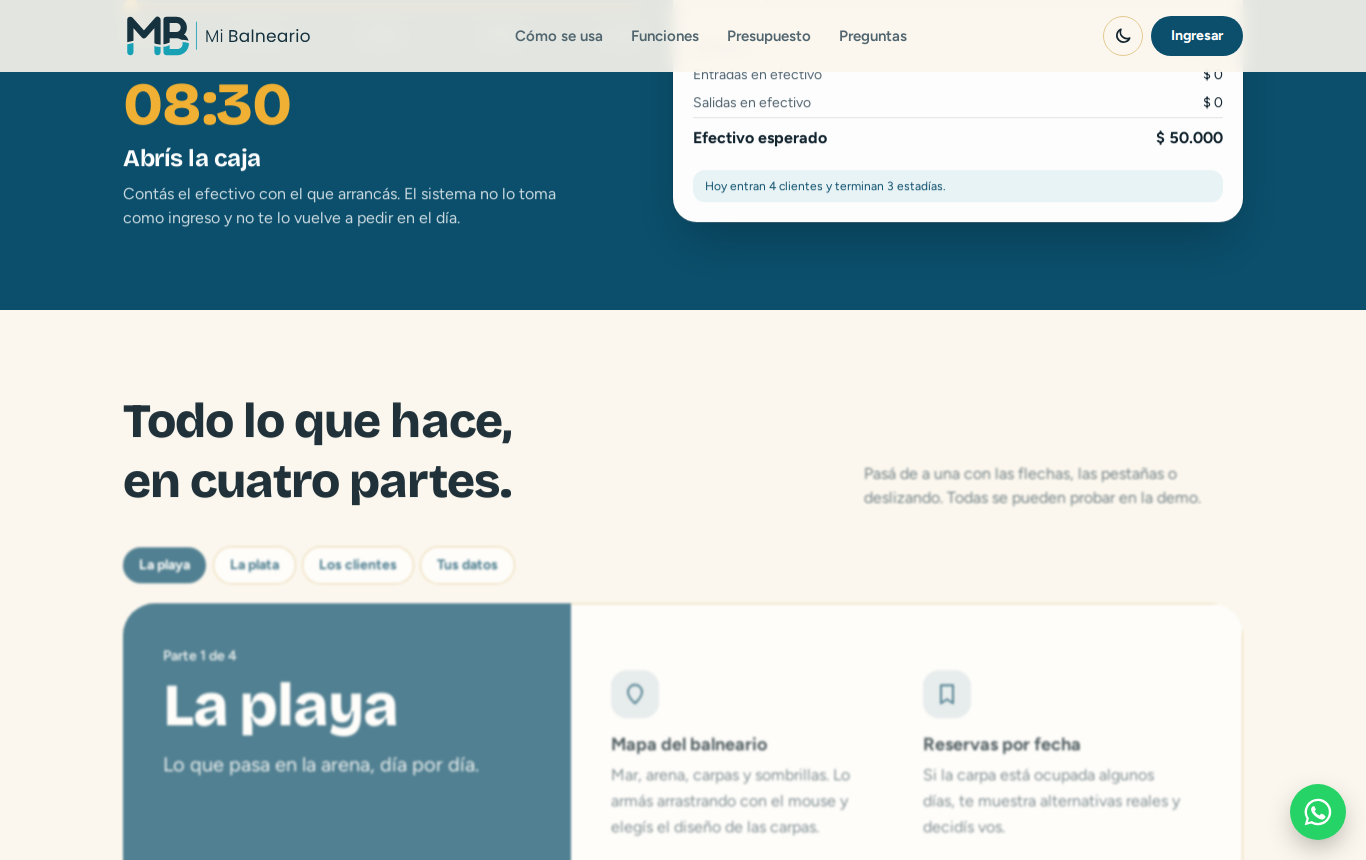 MB | Mi Balneario
Cómo se usa
Funciones
Presupuesto
Preguntas
Ingresar
08:30
Abrís la caja
Contás el efectivo con el que arrancás. El sistema no lo toma
como ingreso y no te lo vuelve a pedir en el día.
Entradas en efectivo $ 0
Salidas en efectivo $ 0
Efectivo esperado $ 50.000
Hoy entran 4 clientes y terminan 3 estadías.
Todo lo que hace,
en cuatro partes.
Pasá de a una con las flechas, las pestañas o
deslizando. Todas se pueden probar en la demo.
La playa
La plata
Los clientes
Tus datos
Parte 1 de 4
La playa
Lo que pasa en la arena, día por día.
Mapa del balneario
Mar, arena, carpas y sombrillas. Lo
armás arrastrando con el mouse y
elegís el diseño de las carpas.
Reservas por fecha
Si la carpa está ocupada algunos
días, te muestra alternativas reales y
decidís vos.